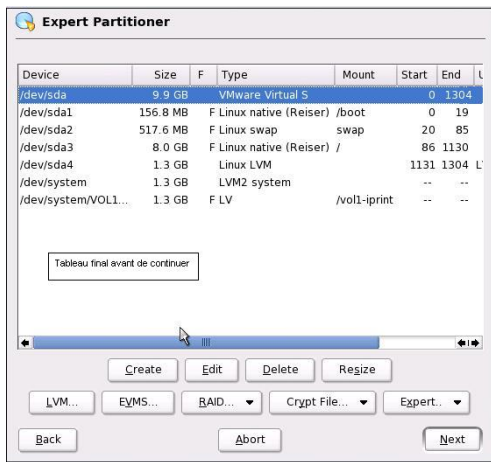 Expert Partitioner
Device Size F Type Mount Start End U
/dev/sda 9.9 GB VMware Virtual S 0 1304
/dev/sda1 156.8 MB F Linux native (Reiser) /boot 0 19
/dev/sda2 517.6 MB F Linux swap swap 20 85
/dev/sda3 8.0 GB F Linux native (Reiser) / 86 1130
/dev/sda4 1.3 GB Linux LVM 1131 1304 L
/dev/system 1.3 GB LVM2 system -- --
/dev/system/VOL1... 1.3 GB F LV /vol1-iprint -- --
Tableau final avant de continuer
Create Edit Delete Resize
LVM... EVMS... RAID... Crypt File... Expert..
Back Abort Next